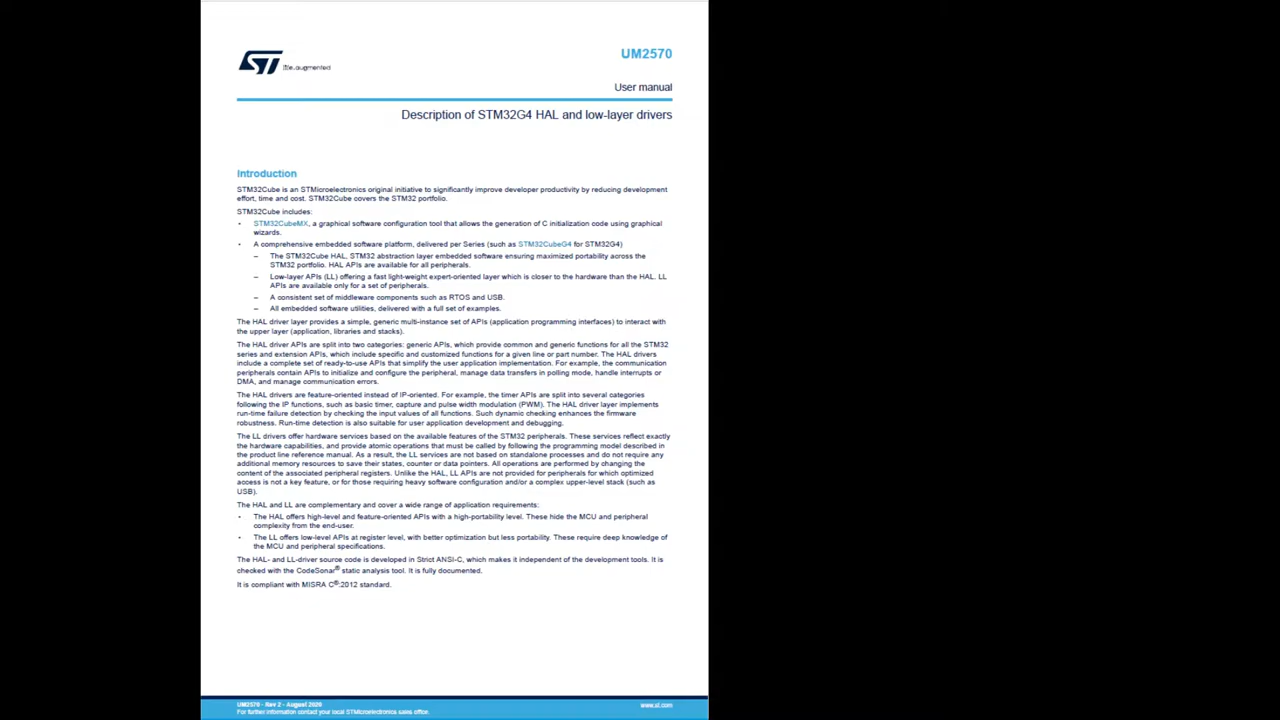 UM2570
ST life.augmented
User manual
Description of STM32G4 HAL and low-layer drivers
Introduction
STM32Cube is an STMicroelectronics original initiative to significantly improve developer productivity by reducing development
effort, time and cost. STM32Cube covers the STM32 portfolio.
STM32Cube includes:
• STM32CubeMX, a graphical software configuration tool that allows the generation of C initialization code using graphical
wizards.
• A comprehensive embedded software platform, delivered per Series (such as STM32CubeG4 for STM32G4)
– The STM32Cube HAL, STM32 abstraction layer embedded software ensuring maximized portability across the
STM32 portfolio. HAL APIs are available for all peripherals.
– Low-layer APIs (LL) offering a fast light-weight expert-oriented layer which is closer to the hardware than the HAL. LL
APIs are available only for a set of peripherals.
– A consistent set of middleware components such as RTOS and USB.
– All embedded software utilities, delivered with a full set of examples.
The HAL driver layer provides a simple, generic multi-instance set of APIs (application programming interfaces) to interact with
the upper layer (application, libraries and stacks).
The HAL driver APIs are split into two categories: generic APIs, which provide common and generic functions for all the STM32
series and extension APIs, which include specific and customized functions for a given line or part number. The HAL drivers
include a complete set of ready-to-use APIs that simplify the user application implementation. For example, the communication
peripherals contain APIs to initialize and configure the peripheral, manage data transfers in polling mode, handle interrupts or
DMA, and manage communication errors.
The HAL drivers are feature-oriented instead of IP-oriented. For example, the timer APIs are split into several categories
following the IP functions, such as basic timer, capture and pulse width modulation (PWM). The HAL driver layer implements
run-time failure detection by checking the input values of all functions. Such dynamic checking enhances the firmware
robustness. Run-time detection is also suitable for user application development and debugging.
The LL drivers offer hardware services based on the available features of the STM32 peripherals. These services reflect exactly
the hardware capabilities, and provide atomic operations that must be called by following the programming model described in
the product line reference manual. As a result, the LL services are not based on standalone processes and do not require any
additional memory resources to save their states, counter or data pointers. All operations are performed by changing the
content of the associated peripheral registers. Unlike the HAL, LL APIs are not provided for peripherals for which optimized
access is not a key feature, or for those requiring heavy software configuration and/or a complex upper-level stack (such as
USB).
The HAL and LL are complementary and cover a wide range of application requirements:
• The HAL offers high-level and feature-oriented APIs with a high-portability level. These hide the MCU and peripheral
complexity from the end-user.
• The LL offers low-level APIs at register level, with better optimization but less portability. These require deep knowledge of
the MCU and peripheral specifications.
The HAL- and LL-driver source code is developed in Strict ANSI-C, which makes it independent of the development tools. It is
checked with the CodeSonar® static analysis tool. It is fully documented.
It is compliant with MISRA C®:2012 standard.
UM2570 - Rev 2 - August 2020
For further information contact your local STMicroelectronics sales office.
www.st.com